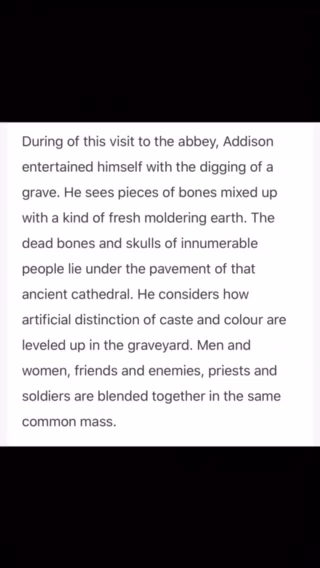 During of this visit to the abbey, Addison
entertained himself with the digging of a
grave. He sees pieces of bones mixed up
with a kind of fresh moldering earth. The
dead bones and skulls of innumerable
people lie under the pavement of that
ancient cathedral. He considers how
artificial distinction of caste and colour are
leveled up in the graveyard. Men and
women, friends and enemies, priests and
soldiers are blended together in the same
common mass.